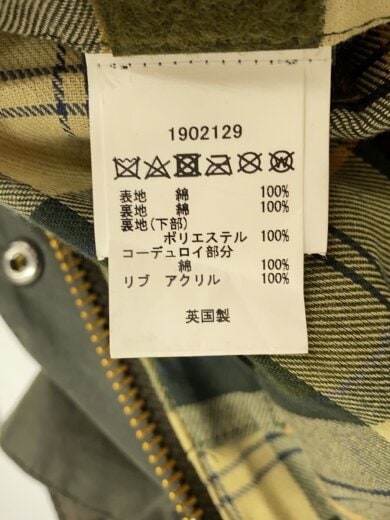 1902129
表地 綿 100%
裏地 綿 100%
裏地(下部)
ポリエステル 100%
コーデュロイ部分
綿 100%
リブ アクリル 100%
英国製